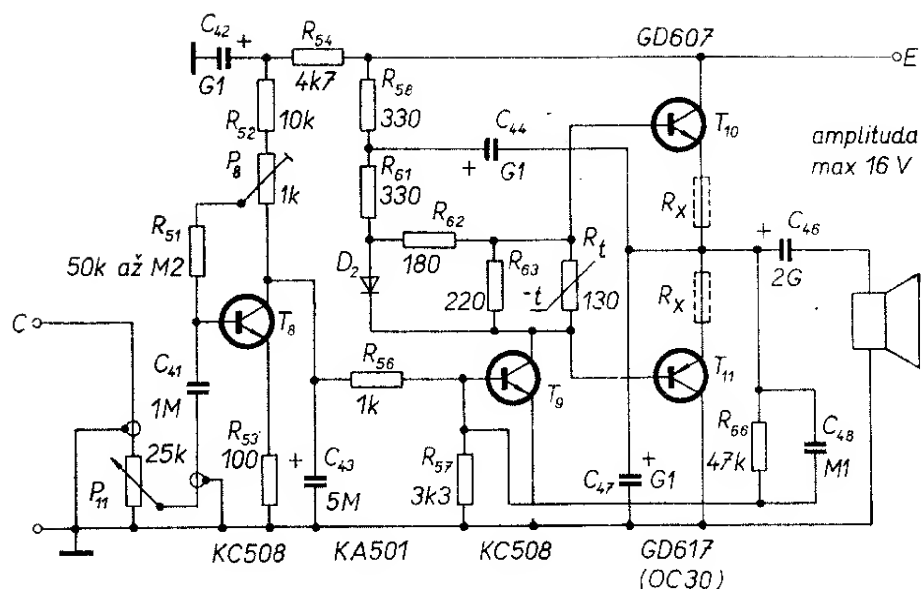 C42
+
G1
R54
4k7
GD607
E
R52
10k
R58
330
C44
+
G1
T10
amplituda
max 16 V
P8
1k
R61
330
RX
R51
50k až M2
R62
180
Rt
t
C46
+
2G
D2
R63
220
-t
130
RX
C
T8
C41
1M
R56
1k
T9
T11
25k
P11
R53
100
+
C43
5M
R57
3k3
C47
+
G1
R66
47k
C48
M1
KC508
KA501
KC508
GD617
(OC30)